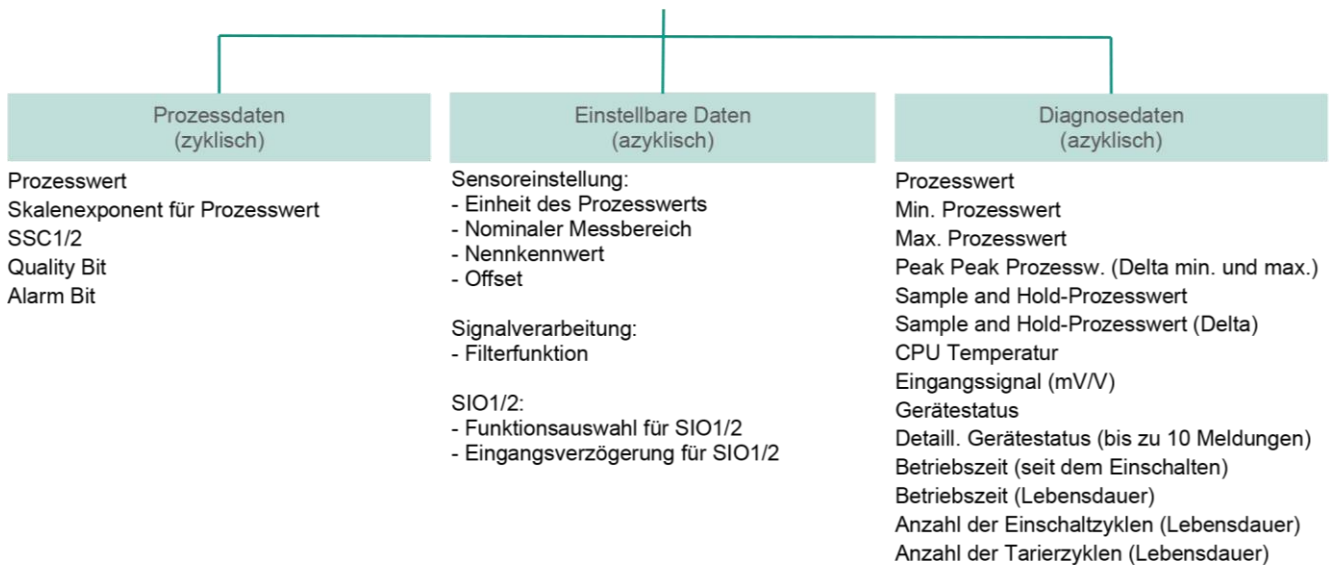 Prozessdaten
(zyklisch)
Prozesswert
Skalenexponent für Prozesswert
SSC1/2
Quality Bit
Alarm Bit
Einstellbare Daten
(azyklisch)
Sensoreinstellung:
- Einheit des Prozesswerts
- Nominaler Messbereich
- Nennkennwert
- Offset
Signalverarbeitung:
- Filterfunktion
SIO1/2:
- Funktionsauswahl für SIO1/2
- Eingangsverzögerung für SIO1/2
Diagnosedaten
(azyklisch)
Prozesswert
Min. Prozesswert
Max. Prozesswert
Peak Peak Prozessw. (Delta min. und max.)
Sample and Hold-Prozesswert
Sample and Hold-Prozesswert (Delta)
CPU Temperatur
Eingangssignal (mV/V)
Gerätestatus
Detaill. Gerätestatus (bis zu 10 Meldungen)
Betriebszeit (seit dem Einschalten)
Betriebszeit (Lebensdauer)
Anzahl der Einschaltzyklen (Lebensdauer)
Anzahl der Tarierzyklen (Lebensdauer)